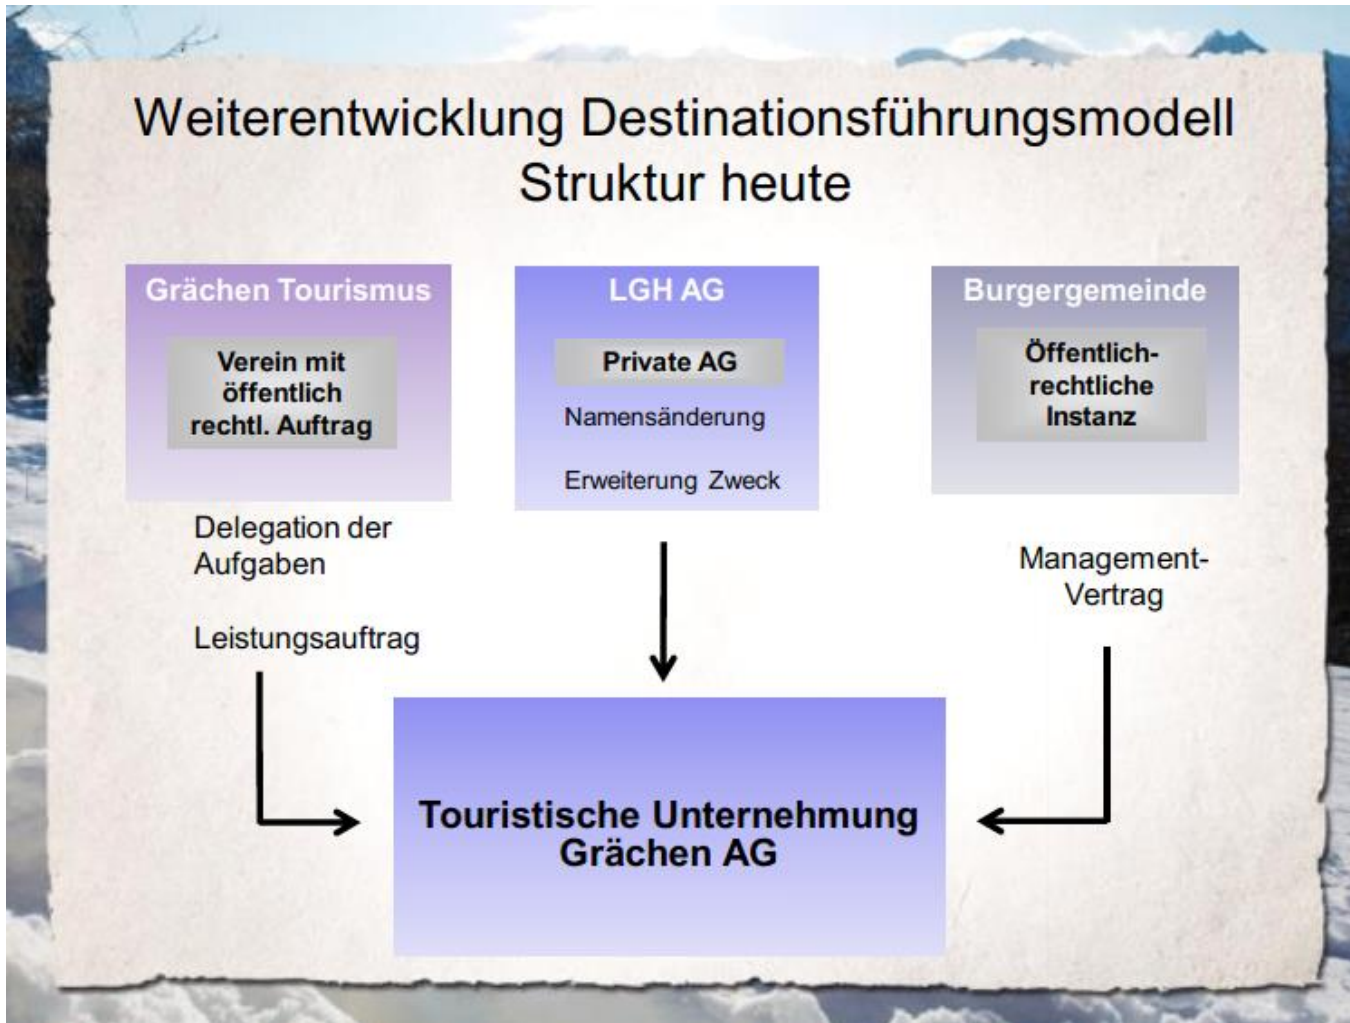 Weiterentwicklung Destinationsführungsmodell
Struktur heute
Grächen Tourismus
Verein mit
öffentlich
rechtl. Auftrag
Delegation der
Aufgaben
Leistungsauftrag
LGH AG
Private AG
Namensänderung
Erweiterung Zweck
Burgergemeinde
Öffentlich-
rechtliche
Instanz
Management-
Vertrag
Touristische Unternehmung
Grächen AG